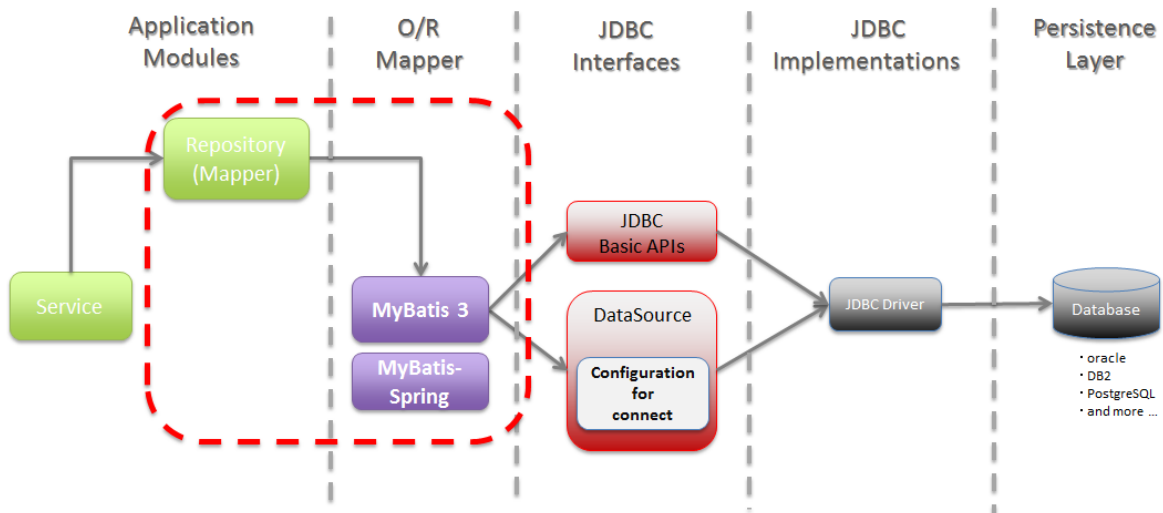 Application
Modules
O/R
Mapper
JDBC
Interfaces
JDBC
Implementations
Persistence
Layer
Repository
(Mapper)
Service
MyBatis 3
MyBatis-
Spring
JDBC
Basic APIs
DataSource
Configuration
for
connect
JDBC Driver
Database
・oracle
・DB2
・PostgreSQL
・and more ...